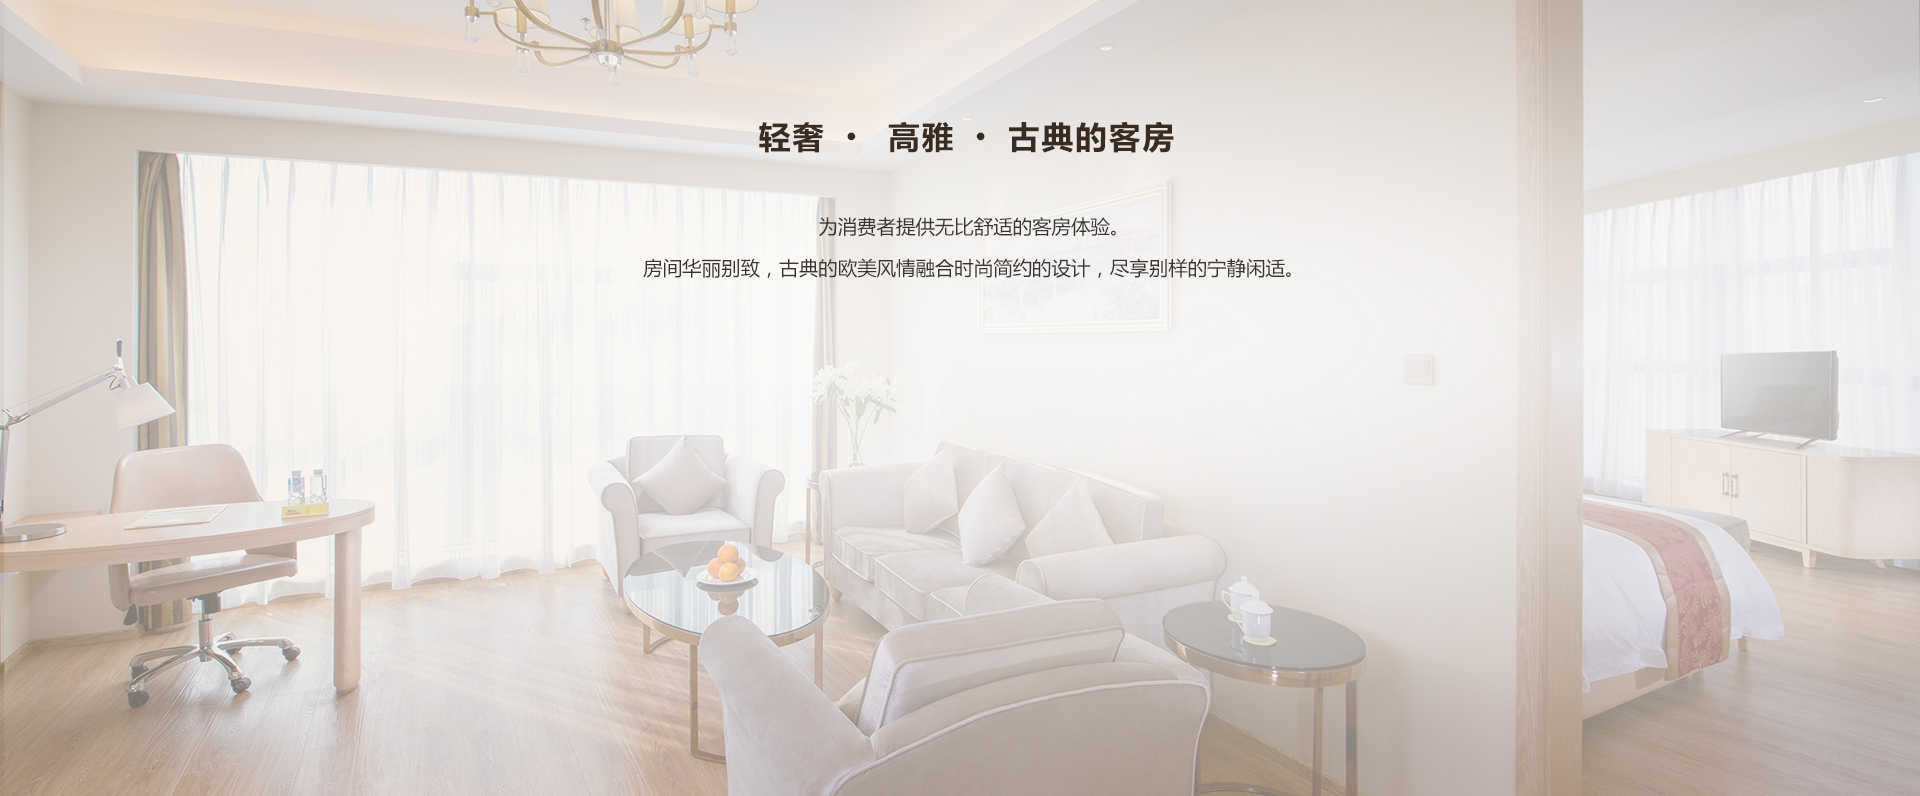 轻奢 · 高雅 · 古典的客房
为消费者提供无比舒适的客房体验。
房间华丽别致，古典的欧美风情融合时尚简约的设计，尽享别样的宁静闲适。